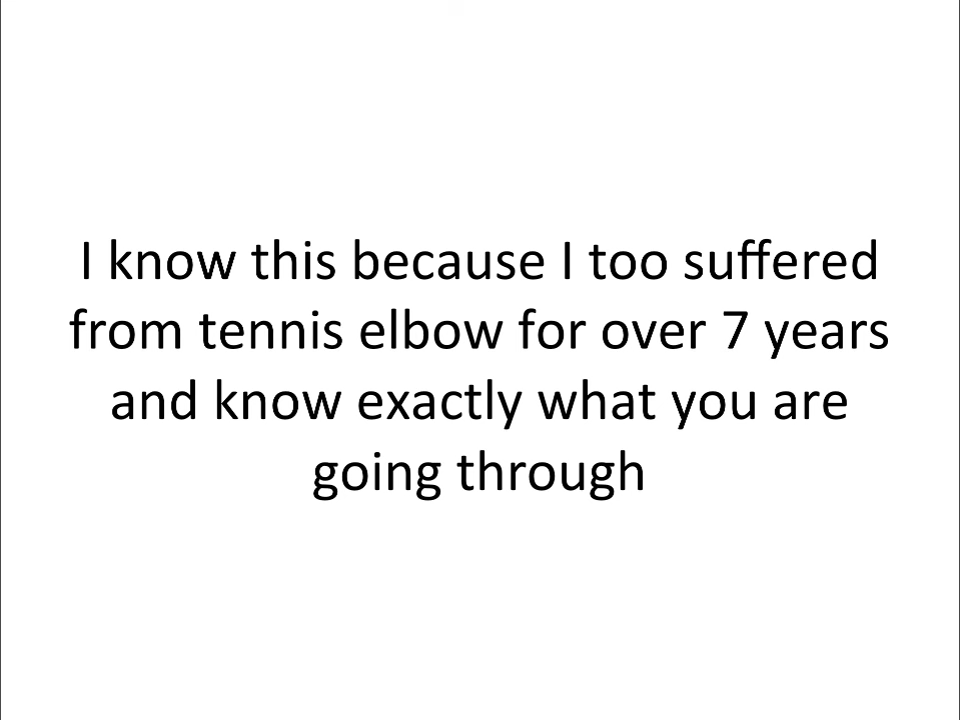 I know this because I too suffered
from tennis elbow for over 7 years
and know exactly what you are
going through